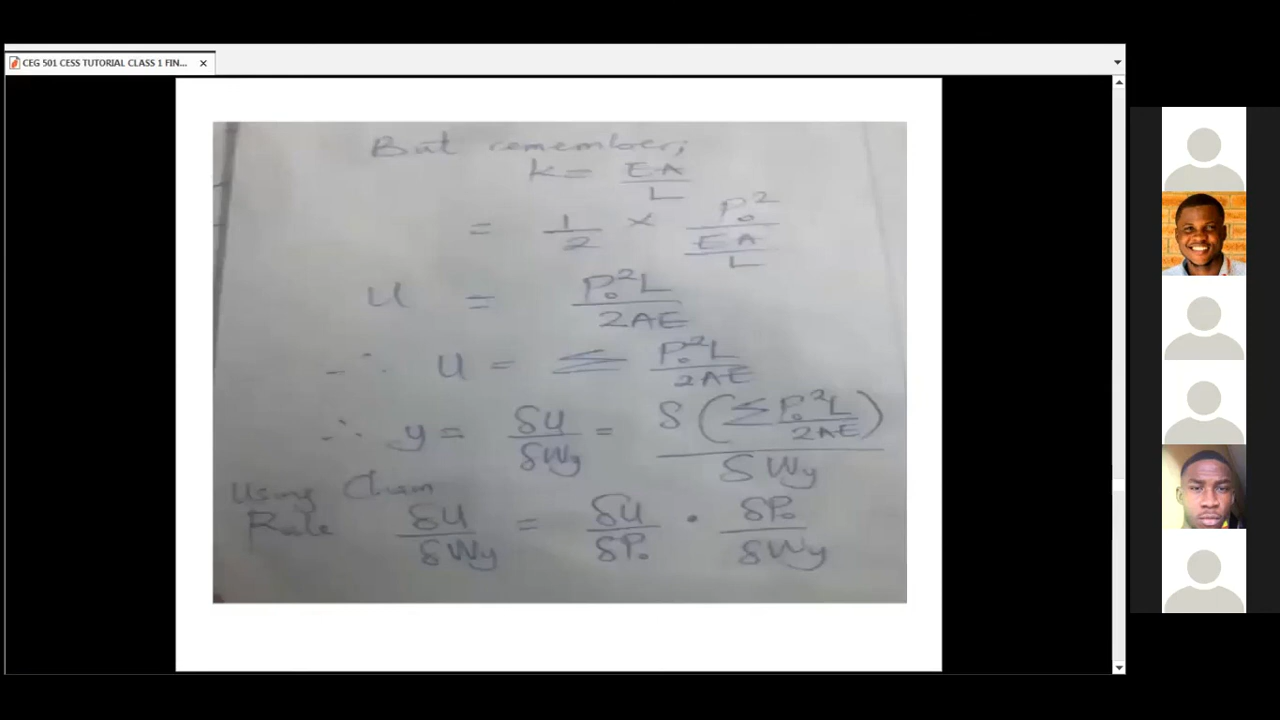 CEG 501 CESS TUTORIAL CLASS 1 FIN...
But remember;
k = EA/L
= 1/2 × P₀²/(EA/L)
U = P₀²L/2AE
∴ U = Σ P₀²L/2AE
∴ y = δU/δWy = δ(Σ P₀²L/2AE)/δWy
Using Chain
Rule δU/δWy = δU/δP₀ · δP₀/δWy